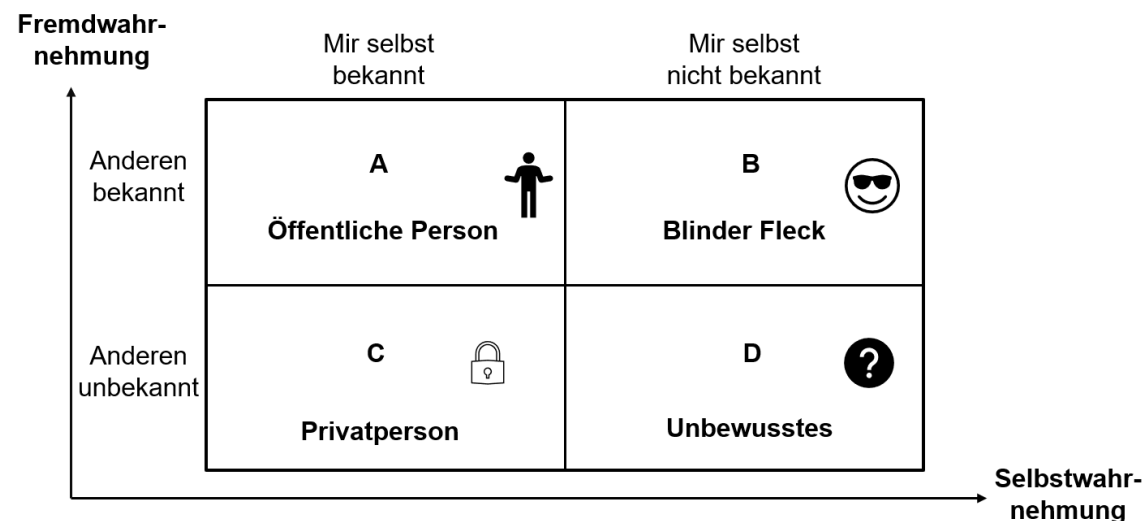 Fremdwahr-
nehmung
Mir selbst
bekannt
Mir selbst
nicht bekannt
Anderen
bekannt
A
Öffentliche Person
B
Blinder Fleck
Anderen
unbekannt
C
Privatperson
D
?
Unbewusstes
Selbstwahr-
nehmung